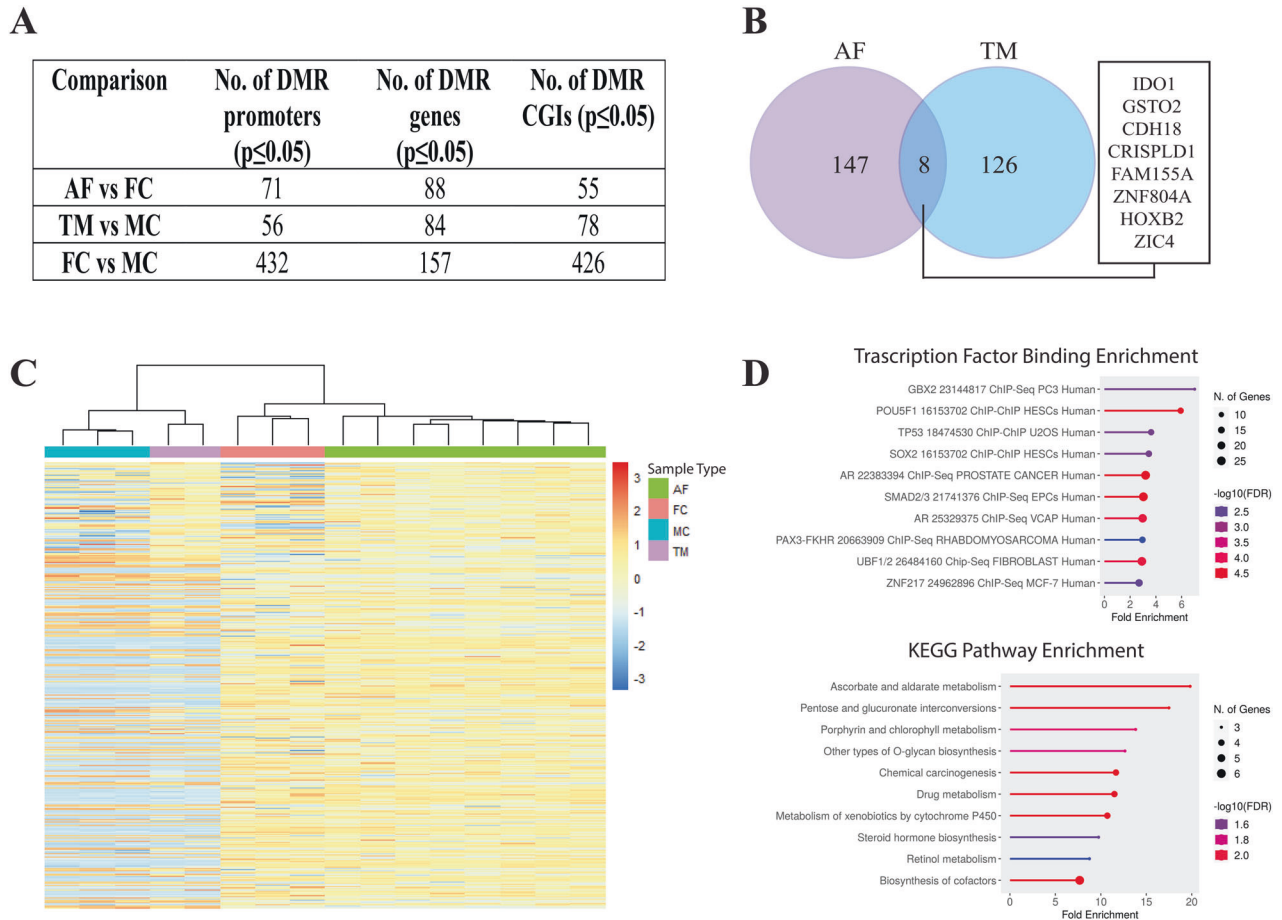 A
Comparison No. of DMR No. of DMR No. of DMR
promoters genes CGIs (p≤0.05)
(p≤0.05) (p≤0.05)
AF vs FC 71 88 55
TM vs MC 56 84 78
FC vs MC 432 157 426
B
AF TM
147 8 126
IDO1
GSTO2
CDH18
CRISPLD1
FAM155A
ZNF804A
HOXB2
ZIC4
C
Sample Type
AF
FC
MC
TM
3
2
1
0
-1
-2
-3
D
Trascription Factor Binding Enrichment
GBX2 23144817 ChIP-Seq PC3 Human
POU5F1 16153702 ChIP-ChIP HESCs Human
TP53 18474530 ChIP-ChIP U2OS Human
SOX2 16153702 ChIP-ChIP HESCs Human
AR 22383394 ChIP-Seq PROSTATE CANCER Human
SMAD2/3 21741376 ChIP-Seq EPCs Human
AR 25329375 ChIP-Seq VCAP Human
PAX3-FKHR 20663909 ChIP-Seq RHABDOMYOSARCOMA Human
UBF1/2 26484160 Chip-Seq FIBROBLAST Human
ZNF217 24962896 ChIP-Seq MCF-7 Human
0 2 4 6
Fold Enrichment
N. of Genes
10
15
20
25
-log10(FDR)
2.5
3.0
3.5
4.0
4.5
KEGG Pathway Enrichment
Ascorbate and aldarate metabolism
Pentose and glucuronate interconversions
Porphyrin and chlorophyll metabolism
Other types of O-glycan biosynthesis
Chemical carcinogenesis
Drug metabolism
Metabolism of xenobiotics by cytochrome P450
Steroid hormone biosynthesis
Retinol metabolism
Biosynthesis of cofactors
0 5 10 15 20
Fold Enrichment
N. of Genes
3
4
5
6
-log10(FDR)
1.6
1.8
2.0